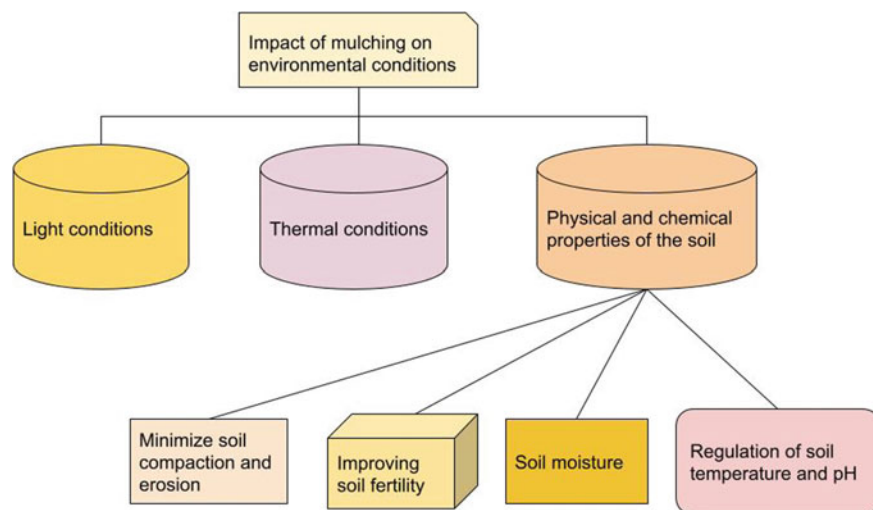 Impact of mulching on
environmental conditions
Light conditions
Thermal conditions
Physical and chemical
properties of the soil
Minimize soil
compaction and
erosion
Improving
soil fertility
Soil moisture
Regulation of soil
temperature and pH